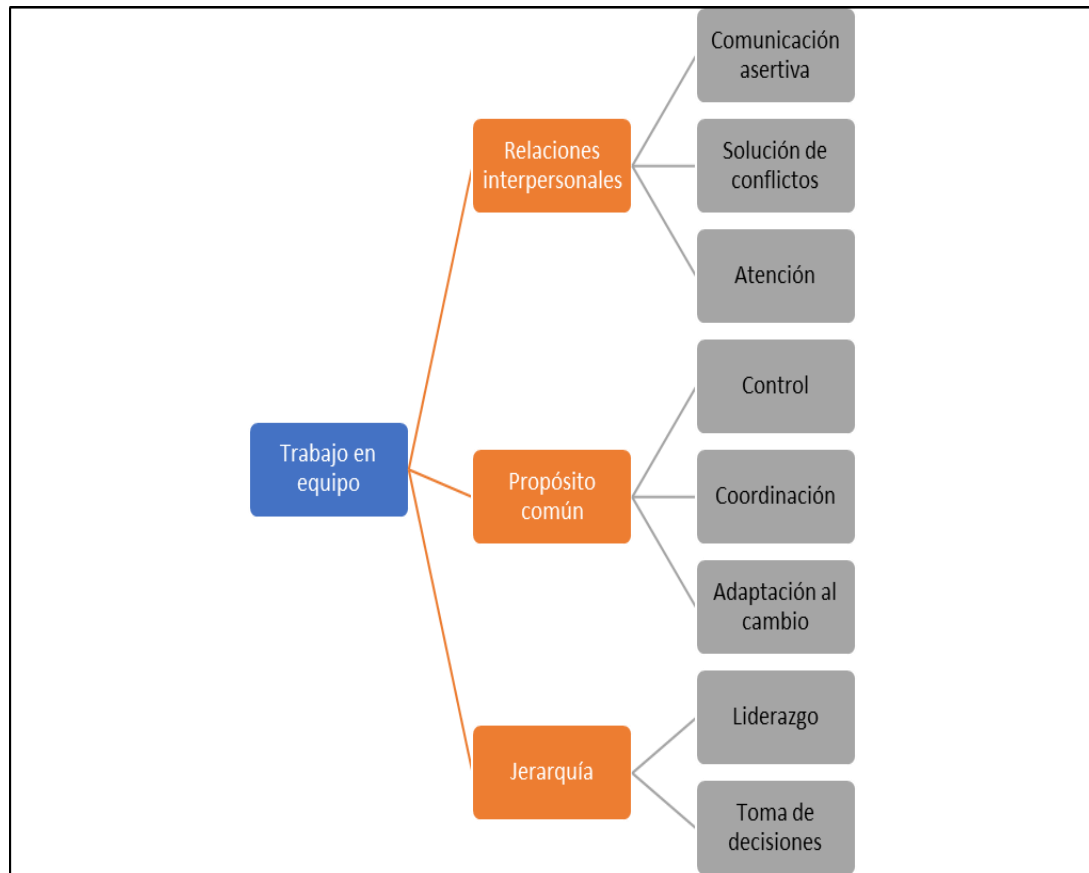 Trabajo en
equipo
Relaciones
interpersonales
Comunicación
asertiva
Solución de
conflictos
Atención
Propósito
común
Control
Coordinación
Adaptación al
cambio
Jerarquía
Liderazgo
Toma de
decisiones